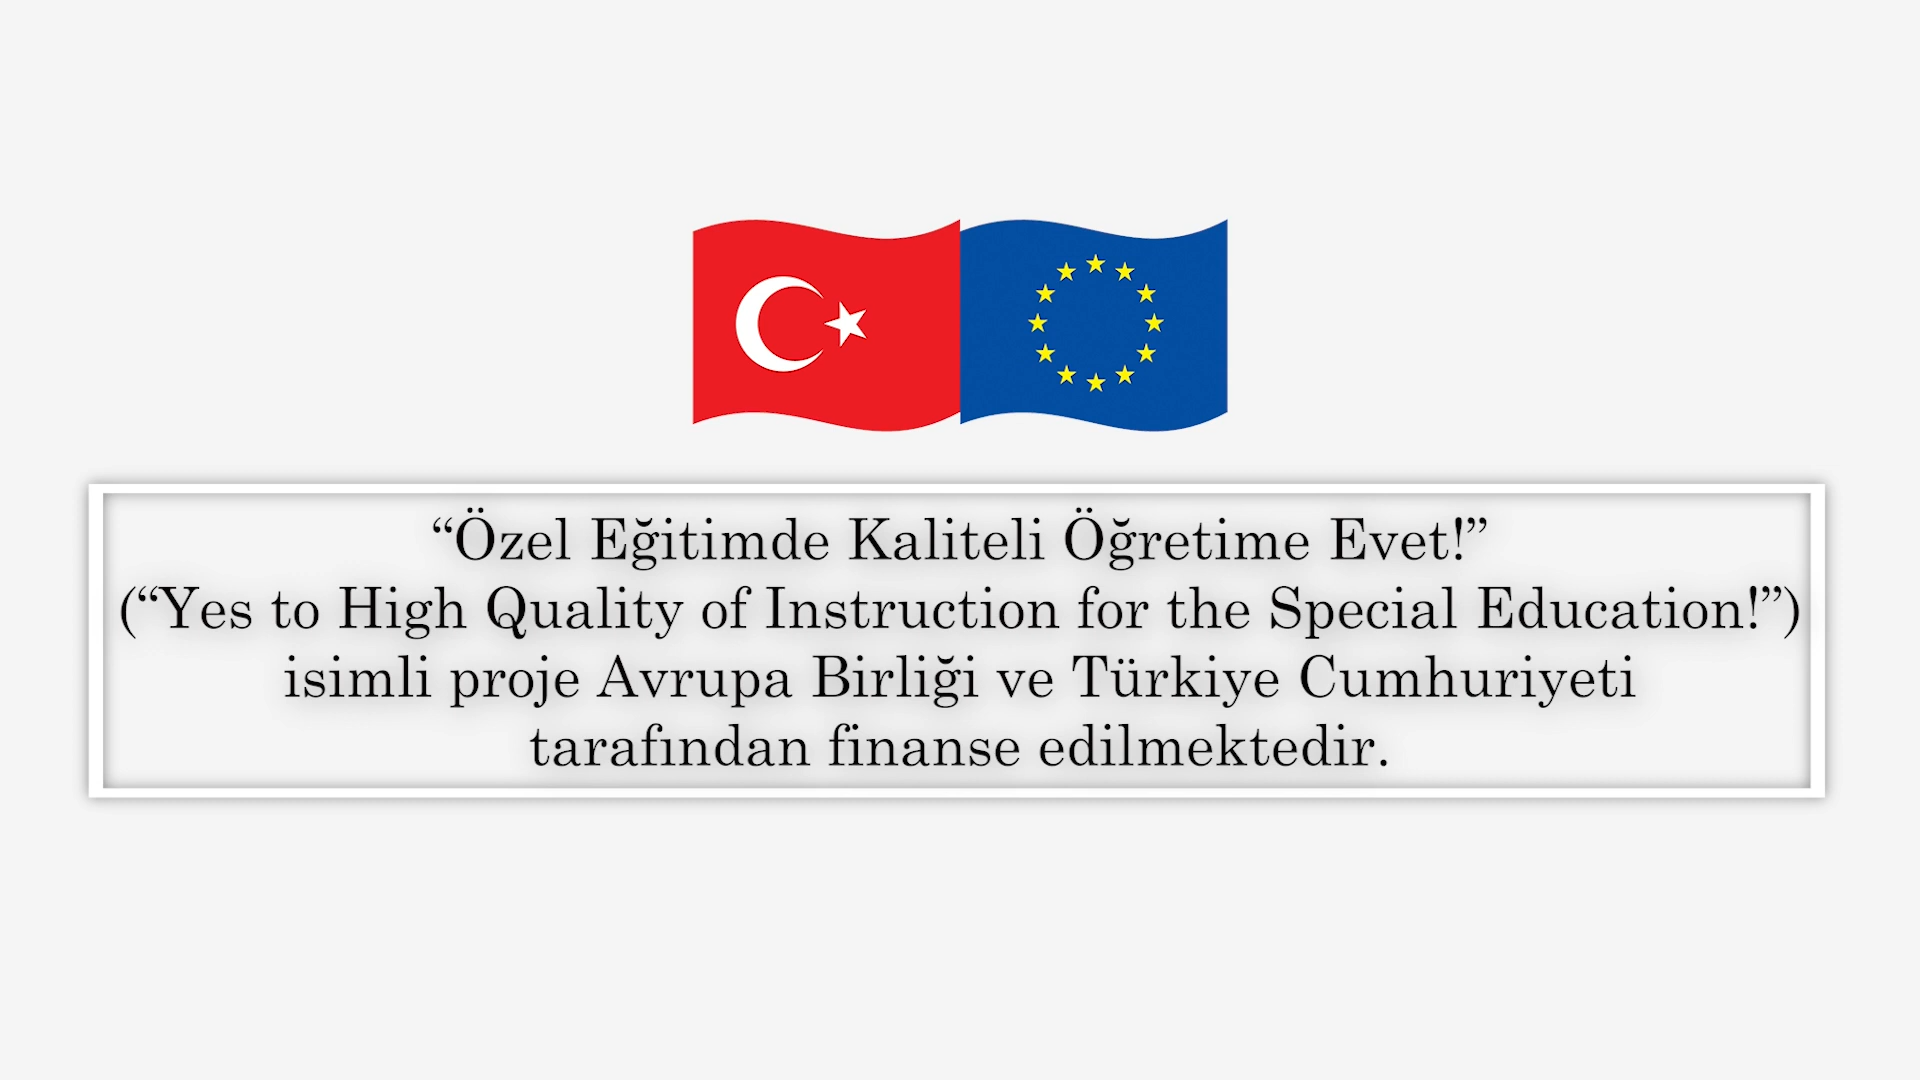 “Özel Eğitimde Kaliteli Öğretime Evet!”
(“Yes to High Quality of Instruction for the Special Education!”)
isimli proje Avrupa Birliği ve Türkiye Cumhuriyeti
tarafından finanse edilmektedir.